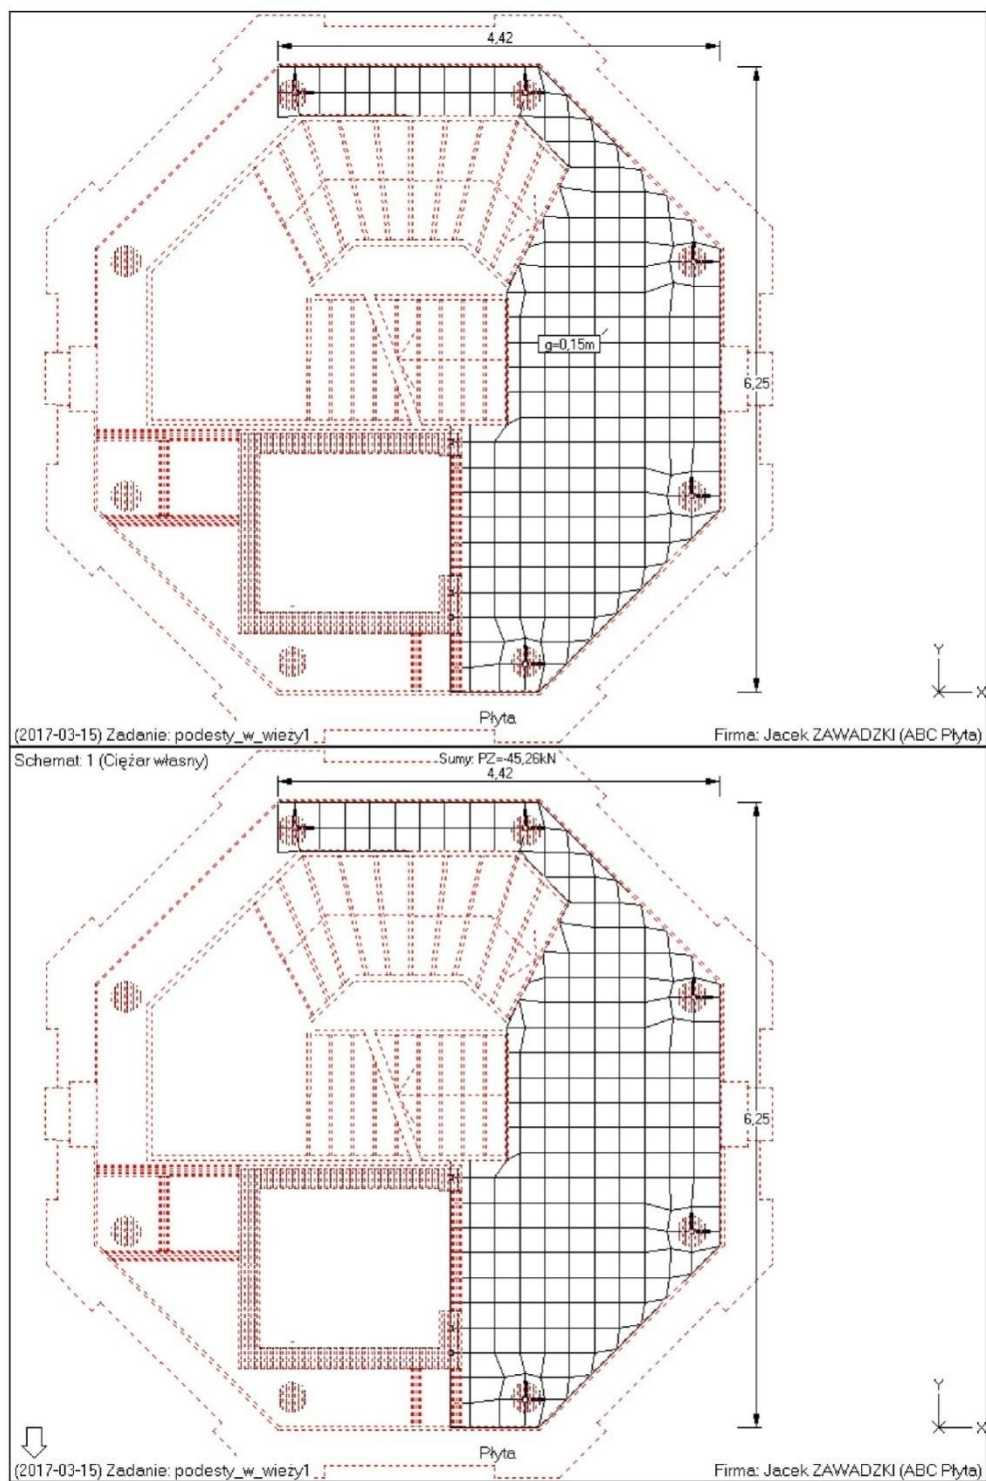 4,42
g=0,15m
6,25
Y
X
Płyta
(2017-03-15) Zadanie: podesty_w_wieży1
Firma: Jacek ZAWADZKI (ABC Płyta)
Schemat: 1 (Ciężar własny)
Sumy: PZ=-45,26kN
4,42
6,25
Y
X
Płyta
(2017-03-15) Zadanie: podesty_w_wieży1
Firma: Jacek ZAWADZKI (ABC Płyta)